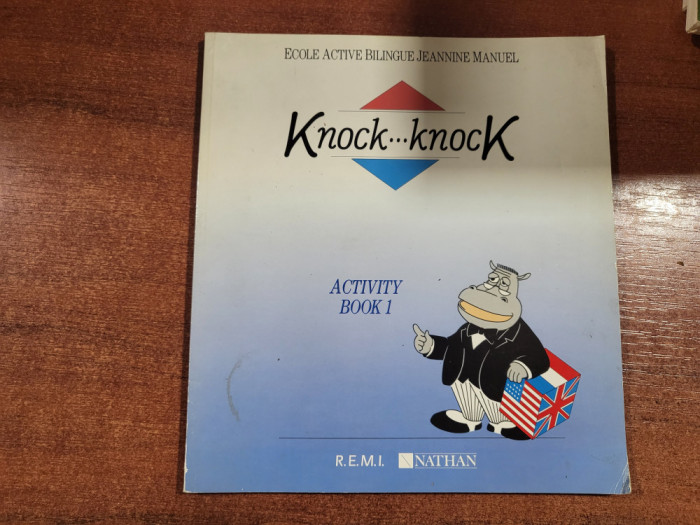 ECOLE ACTIVE BILINGUE JEANNINE MANUEL
Knock...knocK
ACTIVITY
BOOK 1
R.E.M.I. NATHAN